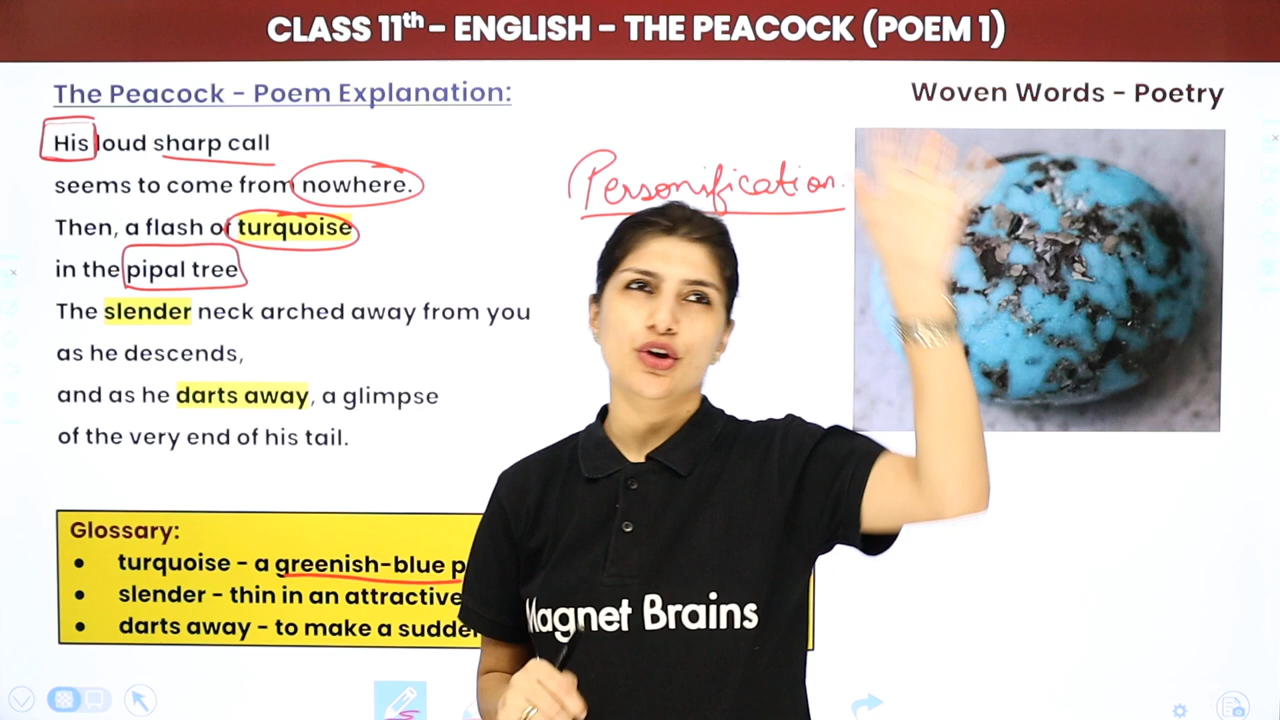 CLASS 11th – ENGLISH – THE PEACOCK (POEM 1)
The Peacock – Poem Explanation:
Woven Words – Poetry
His loud sharp call
seems to come from nowhere.
Then, a flash of turquoise
in the pipal tree
The slender neck arched away from you
as he descends,
and as he darts away, a glimpse
of the very end of his tail.
Personification.
Glossary:
• turquoise – a greenish-blue
• slender – thin in an attractive
• darts away – to make a
Magnet Brains